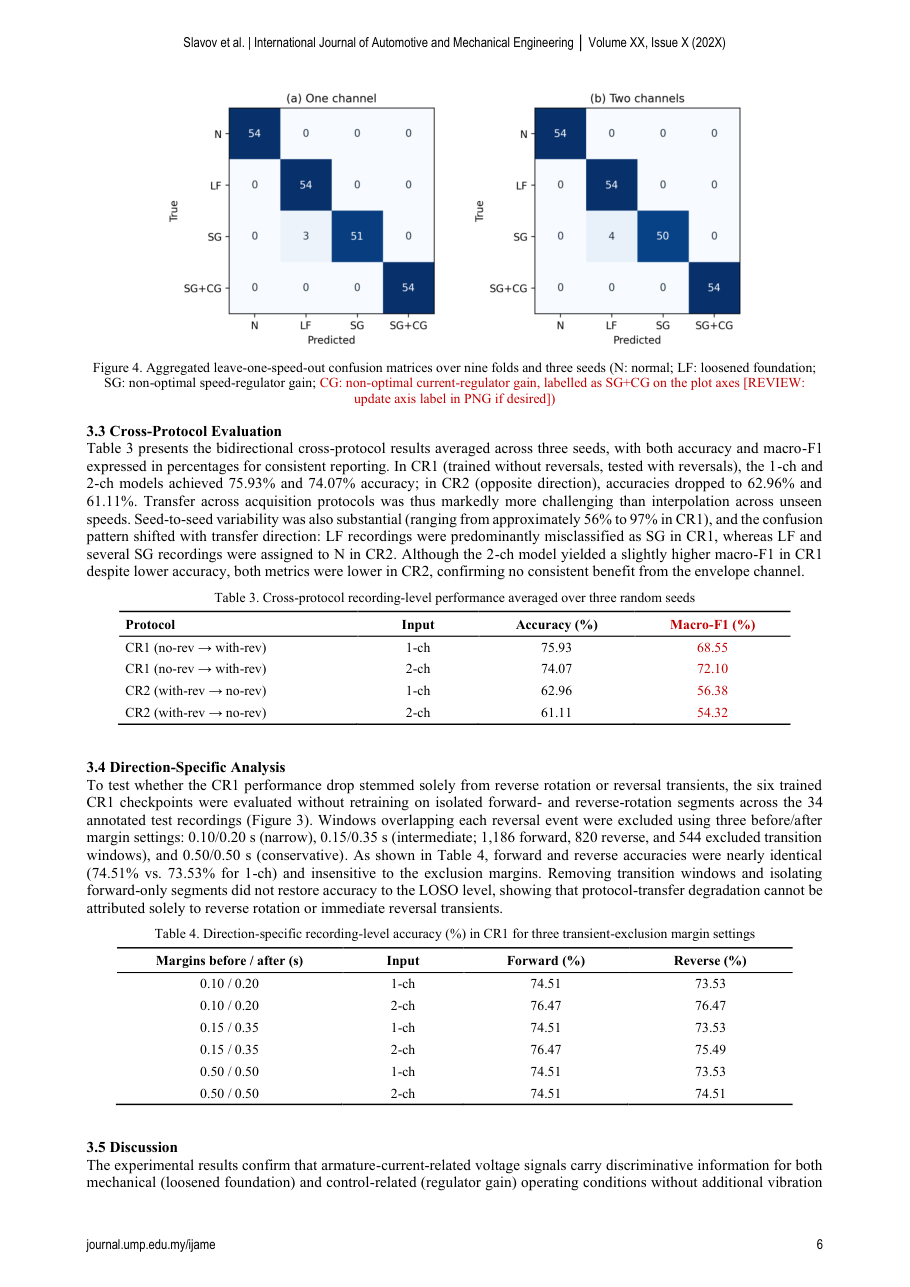 Slavov et al. | International Journal of Automotive and Mechanical Engineering │ Volume XX, Issue X (202X)
(a) One channel
True
N 54 0 0 0
LF 0 54 0 0
SG 0 3 51 0
SG+CG 0 0 0 54
N LF SG SG+CG
Predicted
(b) Two channels
True
N 54 0 0 0
LF 0 54 0 0
SG 0 4 50 0
SG+CG 0 0 0 54
N LF SG SG+CG
Predicted
Figure 4. Aggregated leave-one-speed-out confusion matrices over nine folds and three seeds (N: normal; LF: loosened foundation;
SG: non-optimal speed-regulator gain; CG: non-optimal current-regulator gain, labelled as SG+CG on the plot axes [REVIEW:
update axis label in PNG if desired])
3.3 Cross-Protocol Evaluation
Table 3 presents the bidirectional cross-protocol results averaged across three seeds, with both accuracy and macro-F1
expressed in percentages for consistent reporting. In CR1 (trained without reversals, tested with reversals), the 1-ch and
2-ch models achieved 75.93% and 74.07% accuracy; in CR2 (opposite direction), accuracies dropped to 62.96% and
61.11%. Transfer across acquisition protocols was thus markedly more challenging than interpolation across unseen
speeds. Seed-to-seed variability was also substantial (ranging from approximately 56% to 97% in CR1), and the confusion
pattern shifted with transfer direction: LF recordings were predominantly misclassified as SG in CR1, whereas LF and
several SG recordings were assigned to N in CR2. Although the 2-ch model yielded a slightly higher macro-F1 in CR1
despite lower accuracy, both metrics were lower in CR2, confirming no consistent benefit from the envelope channel.
Table 3. Cross-protocol recording-level performance averaged over three random seeds
Protocol Input Accuracy (%) Macro-F1 (%)
CR1 (no-rev → with-rev) 1-ch 75.93 68.55
CR1 (no-rev → with-rev) 2-ch 74.07 72.10
CR2 (with-rev → no-rev) 1-ch 62.96 56.38
CR2 (with-rev → no-rev) 2-ch 61.11 54.32
3.4 Direction-Specific Analysis
To test whether the CR1 performance drop stemmed solely from reverse rotation or reversal transients, the six trained
CR1 checkpoints were evaluated without retraining on isolated forward- and reverse-rotation segments across the 34
annotated test recordings (Figure 3). Windows overlapping each reversal event were excluded using three before/after
margin settings: 0.10/0.20 s (narrow), 0.15/0.35 s (intermediate; 1,186 forward, 820 reverse, and 544 excluded transition
windows), and 0.50/0.50 s (conservative). As shown in Table 4, forward and reverse accuracies were nearly identical
(74.51% vs. 73.53% for 1-ch) and insensitive to the exclusion margins. Removing transition windows and isolating
forward-only segments did not restore accuracy to the LOSO level, showing that protocol-transfer degradation cannot be
attributed solely to reverse rotation or immediate reversal transients.
Table 4. Direction-specific recording-level accuracy (%) in CR1 for three transient-exclusion margin settings
Margins before / after (s) Input Forward (%) Reverse (%)
0.10 / 0.20 1-ch 74.51 73.53
0.10 / 0.20 2-ch 76.47 76.47
0.15 / 0.35 1-ch 74.51 73.53
0.15 / 0.35 2-ch 76.47 75.49
0.50 / 0.50 1-ch 74.51 73.53
0.50 / 0.50 2-ch 74.51 74.51
3.5 Discussion
The experimental results confirm that armature-current-related voltage signals carry discriminative information for both
mechanical (loosened foundation) and control-related (regulator gain) operating conditions without additional vibration
journal.ump.edu.my/ijame 6